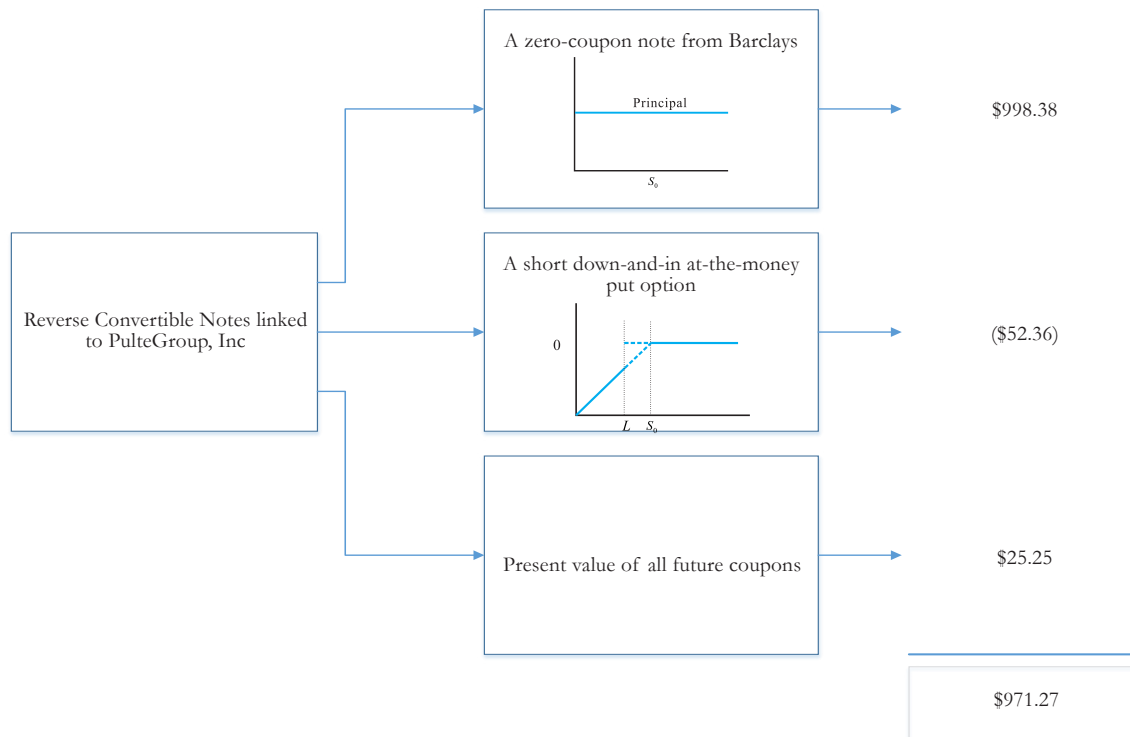 A zero-coupon note from Barclays
Principal
S₀
$998.38
Reverse Convertible Notes linked
to PulteGroup, Inc
A short down-and-in at-the-money
put option
0
L S₀
($52.36)
Present value of all future coupons
$25.25
$971.27